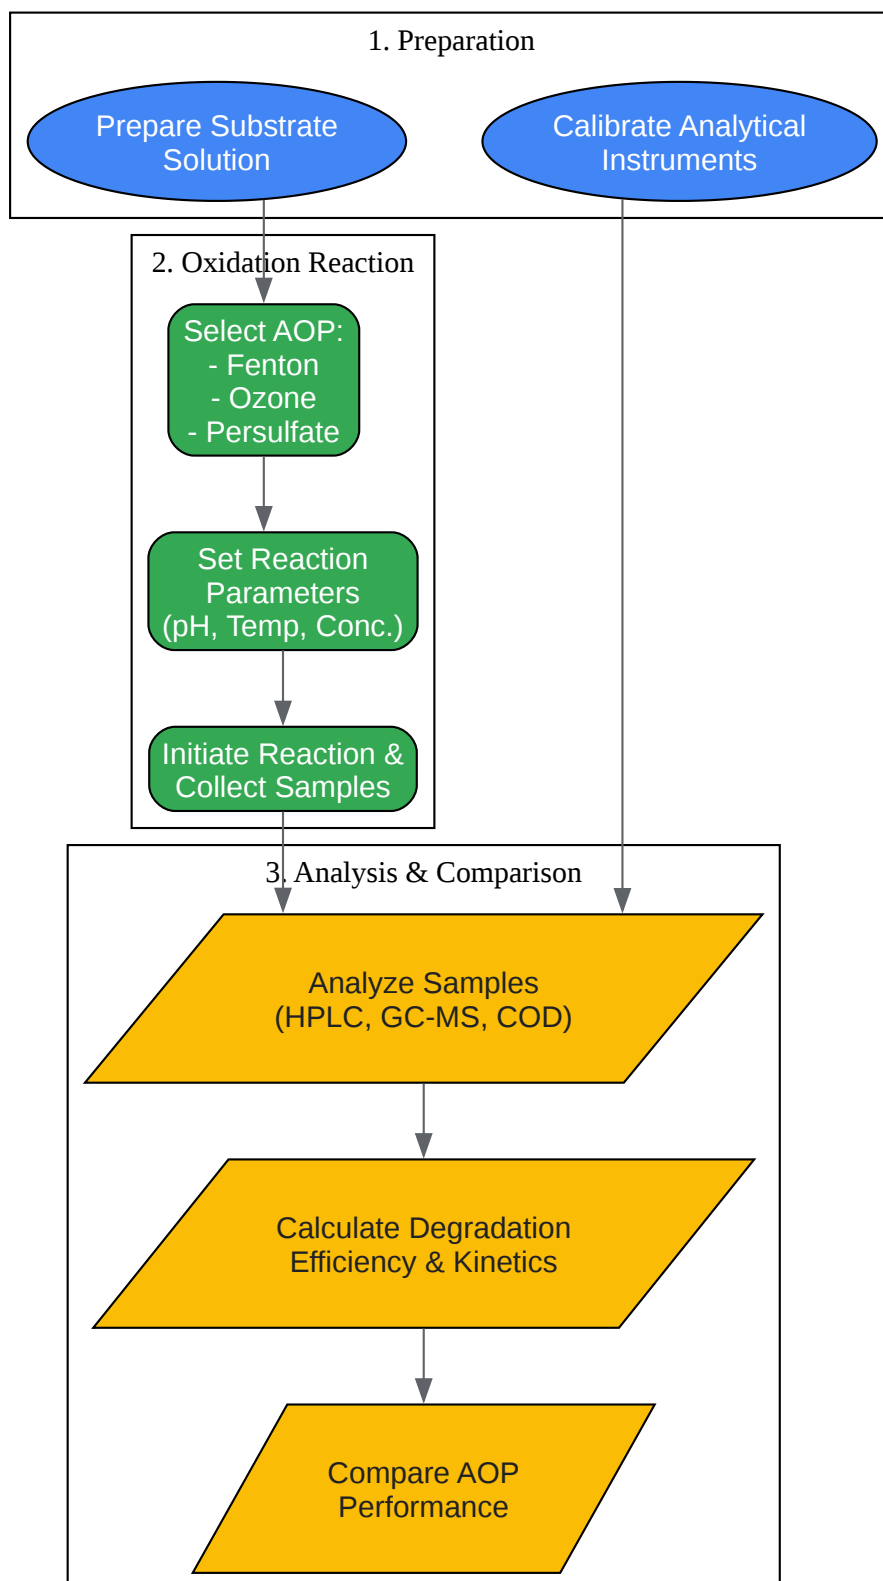 1. Preparation
Prepare Substrate
Solution
Calibrate Analytical
Instruments
2. Oxidation Reaction
Select AOP:
- Fenton
- Ozone
- Persulfate
Set Reaction
Parameters
(pH, Temp, Conc.)
Initiate Reaction &
Collect Samples
3. Analysis & Comparison
Analyze Samples
(HPLC, GC-MS, COD)
Calculate Degradation
Efficiency & Kinetics
Compare AOP
Performance